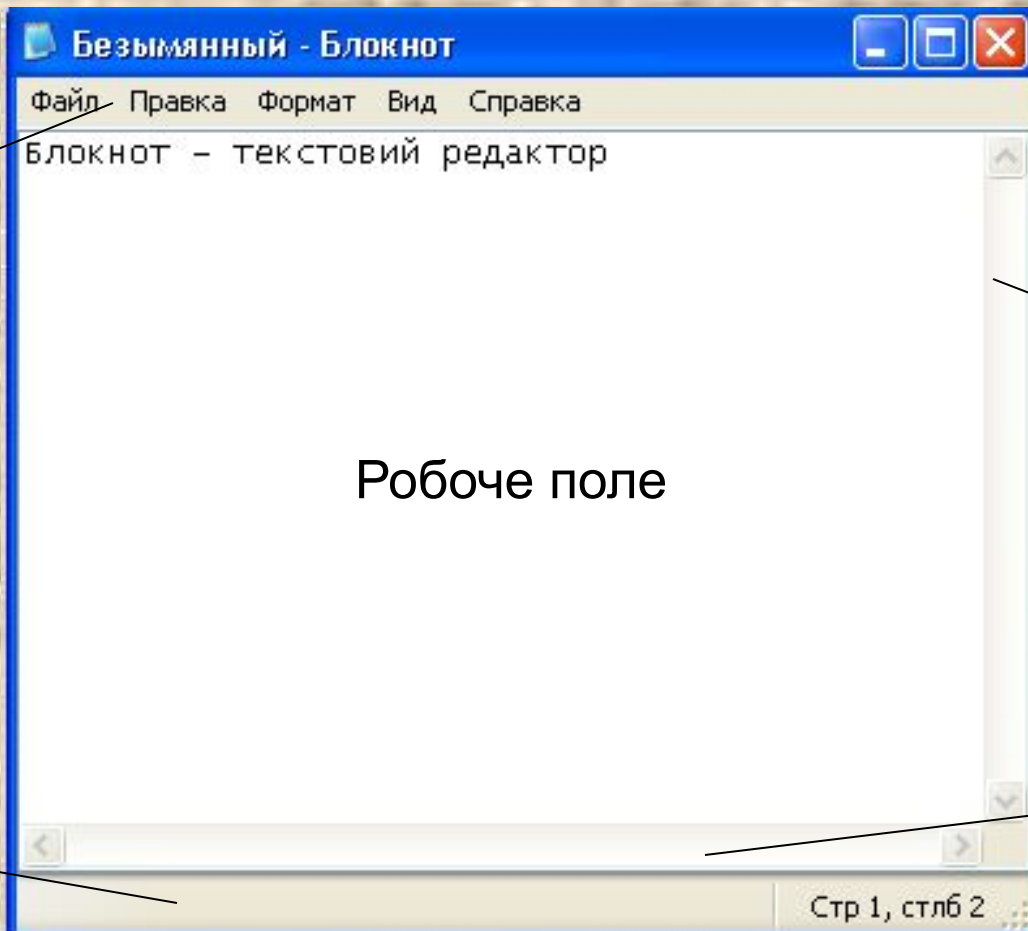 Безымянный - Блокнот
Файл Правка Формат Вид Справка
Блокнот – текстовий редактор
Робоче поле
Стр 1, стлб 2